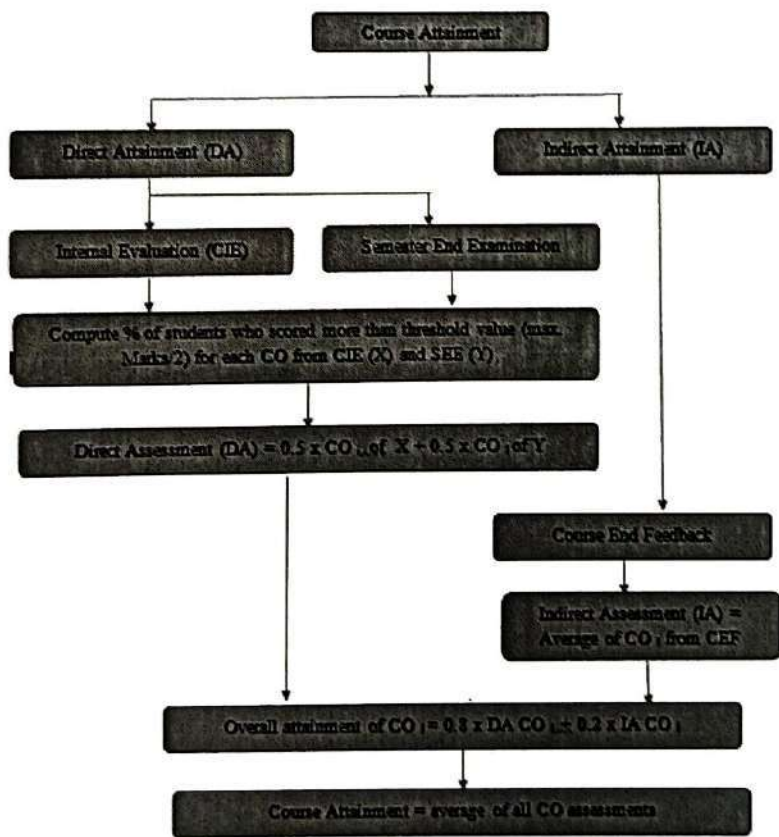 Course Attainment
Direct Attainment (DA)
Indirect Attainment (IA)
Internal Evaluation (CIE)
Semester End Examination
Compute % of students who scored more than threshold value (max.
Marks/2) for each CO from CIE (X) and SEE (Y)
Direct Assessment (DA) = 0.5 x CO i of X + 0.5 x CO i of Y
Course End Feedback
Indirect Assessment (IA) =
Average of CO i from CEF
Overall attainment of CO i = 0.8 x DA CO i + 0.2 x IA CO i
Course Attainment = average of all CO assessments